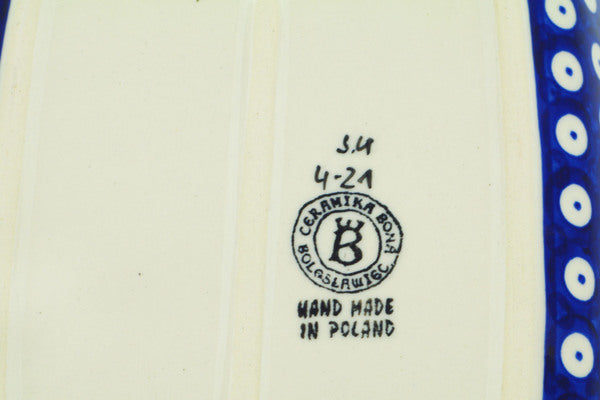 S.U
4-21
CERAMIKA BONA
B
BOLESŁAWIEC
HAND MADE
IN POLAND